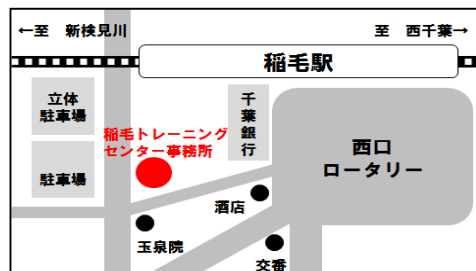 ←至　新検見川
至　西千葉→
稲毛駅
立体
駐車場
千葉銀行
稲毛トレーニング
センター事務所
西口
ロータリー
駐車場
酒店
玉泉院
交番